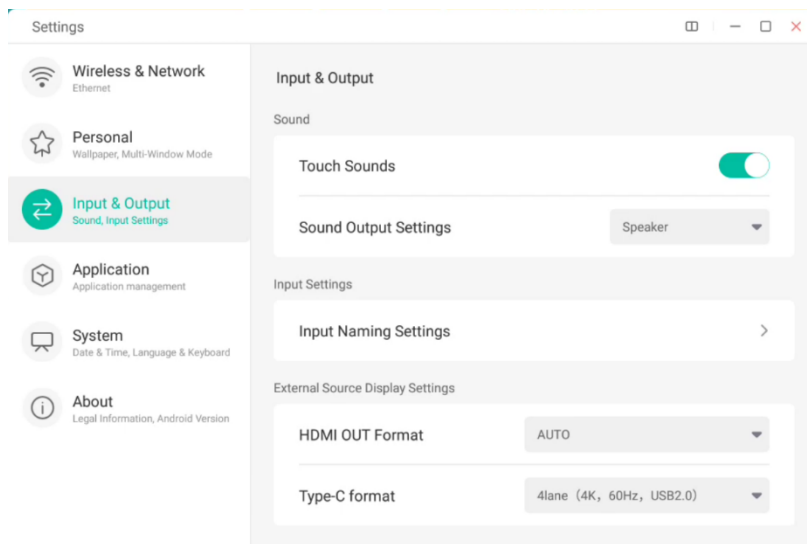 Settings
Wireless & Network
Ethernet
Personal
Wallpaper, Multi-Window Mode
Input & Output
Sound, Input Settings
Application
Application management
System
Date & Time, Language & Keyboard
About
Legal Information, Android Version
Input & Output
Sound
Touch Sounds
Sound Output Settings
Speaker
Input Settings
Input Naming Settings
External Source Display Settings
HDMI OUT Format
AUTO
Type-C format
4lane（4K，60Hz，USB2.0）